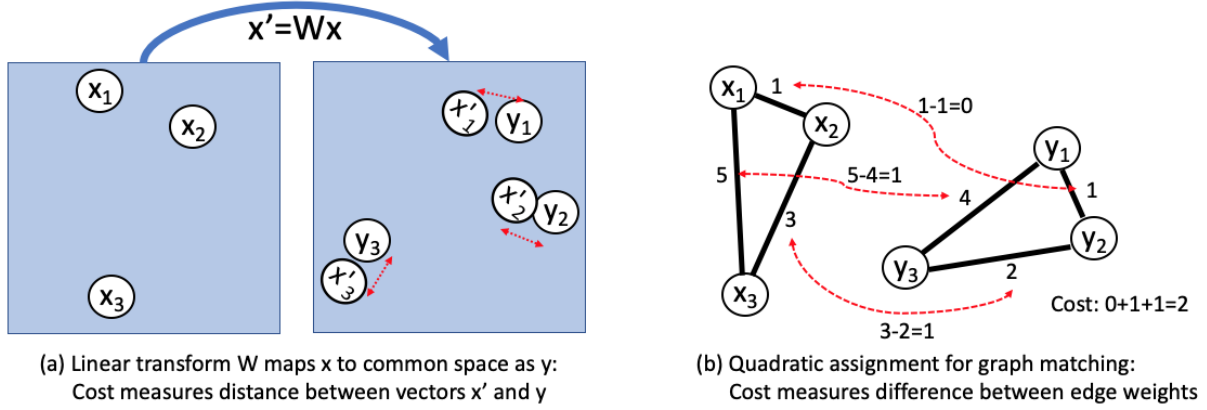 x'=Wx
x1
x2
x3
x'1
y1
x'2
y2
y3
x'3
(a) Linear transform W maps x to common space as y:
Cost measures distance between vectors x' and y
x1
1
x2
1-1=0
y1
5
5-4=1
4
1
3
y2
y3
2
x3
Cost: 0+1+1=2
3-2=1
(b) Quadratic assignment for graph matching:
Cost measures difference between edge weights